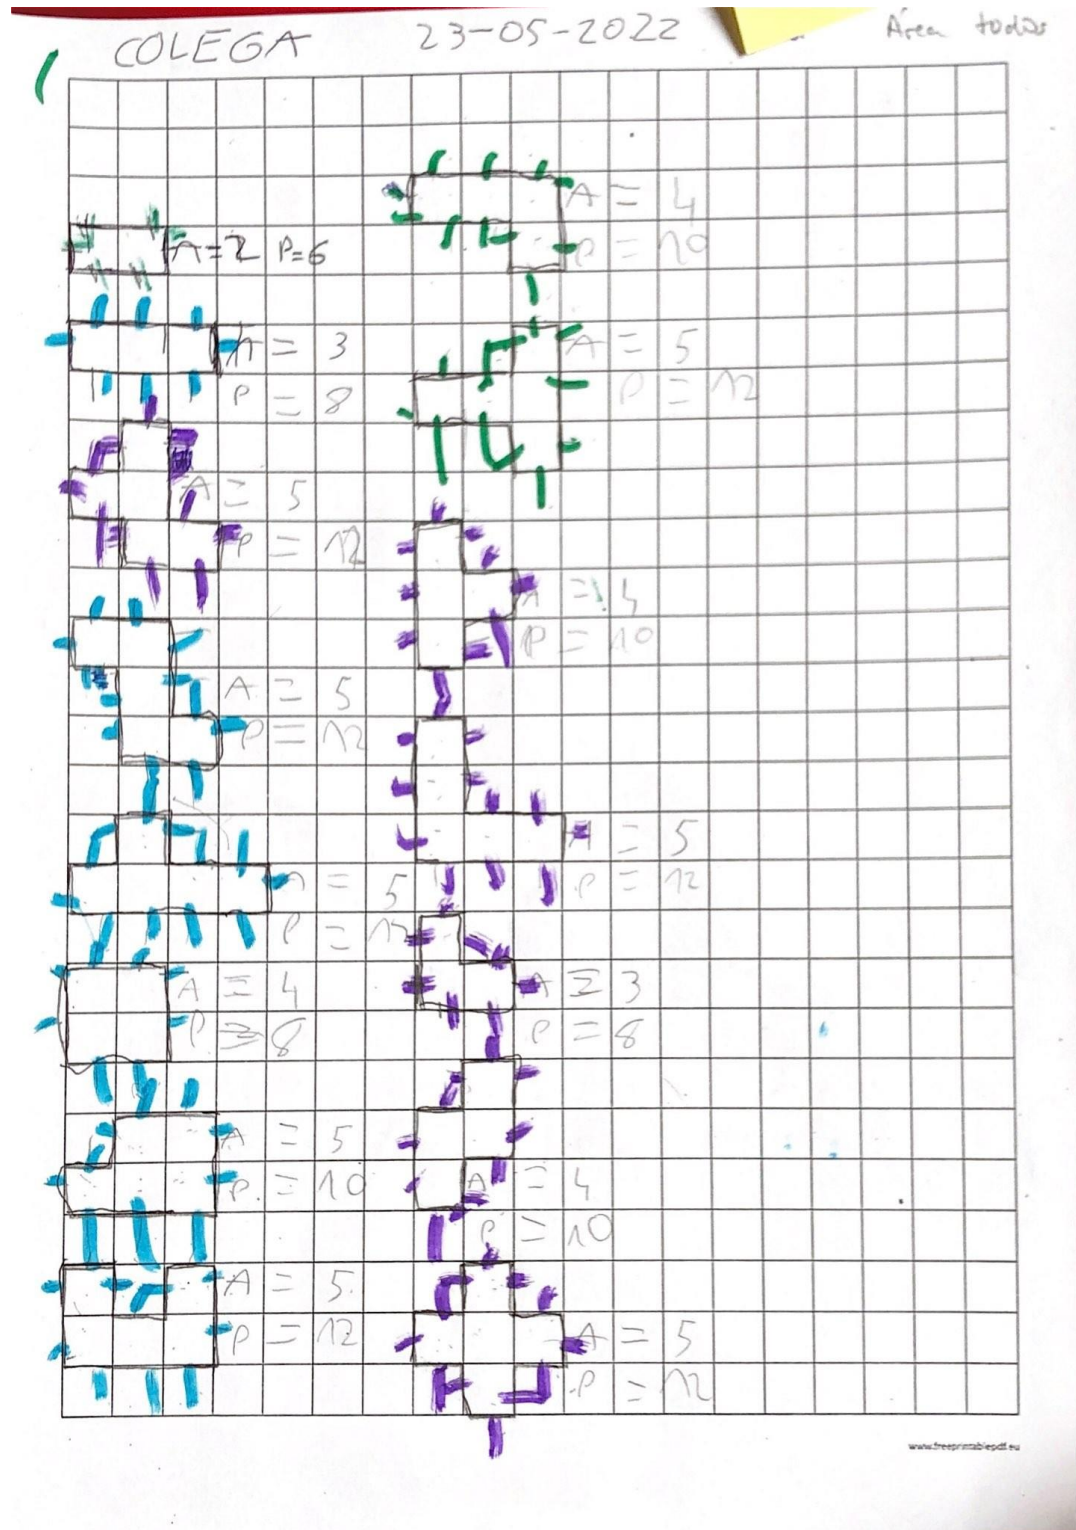 COLEGA 23-05-2022 Área todas
A=2 P=6
A = 3
P = 8
A = 5
P = 12
A = 5
P = 12
A = 5
P = 12
A = 4
P = 8
A = 5
P. = 10
A = 5.
P = 12
A = 4
P = 10
A = 5
P = 12
A = 4
P = 10
A = 5
P = 12
A = 3
P = 8
A = 4
P = 10
A = 5
P = 12
www.freeprintablepdf.eu